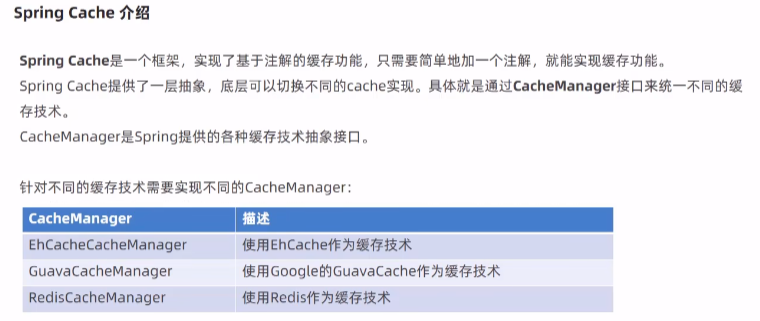 Spring Cache 介绍
Spring Cache是一个框架，实现了基于注解的缓存功能，只需要简单地加一个注解，就能实现缓存功能。
Spring Cache提供了一层抽象，底层可以切换不同的cache实现。具体就是通过CacheManager接口来统一不同的缓
存技术。
CacheManager是Spring提供的各种缓存技术抽象接口。
针对不同的缓存技术需要实现不同的CacheManager：
CacheManager 描述
EhCacheCacheManager 使用EhCache作为缓存技术
GuavaCacheManager 使用Google的GuavaCache作为缓存技术
RedisCacheManager 使用Redis作为缓存技术